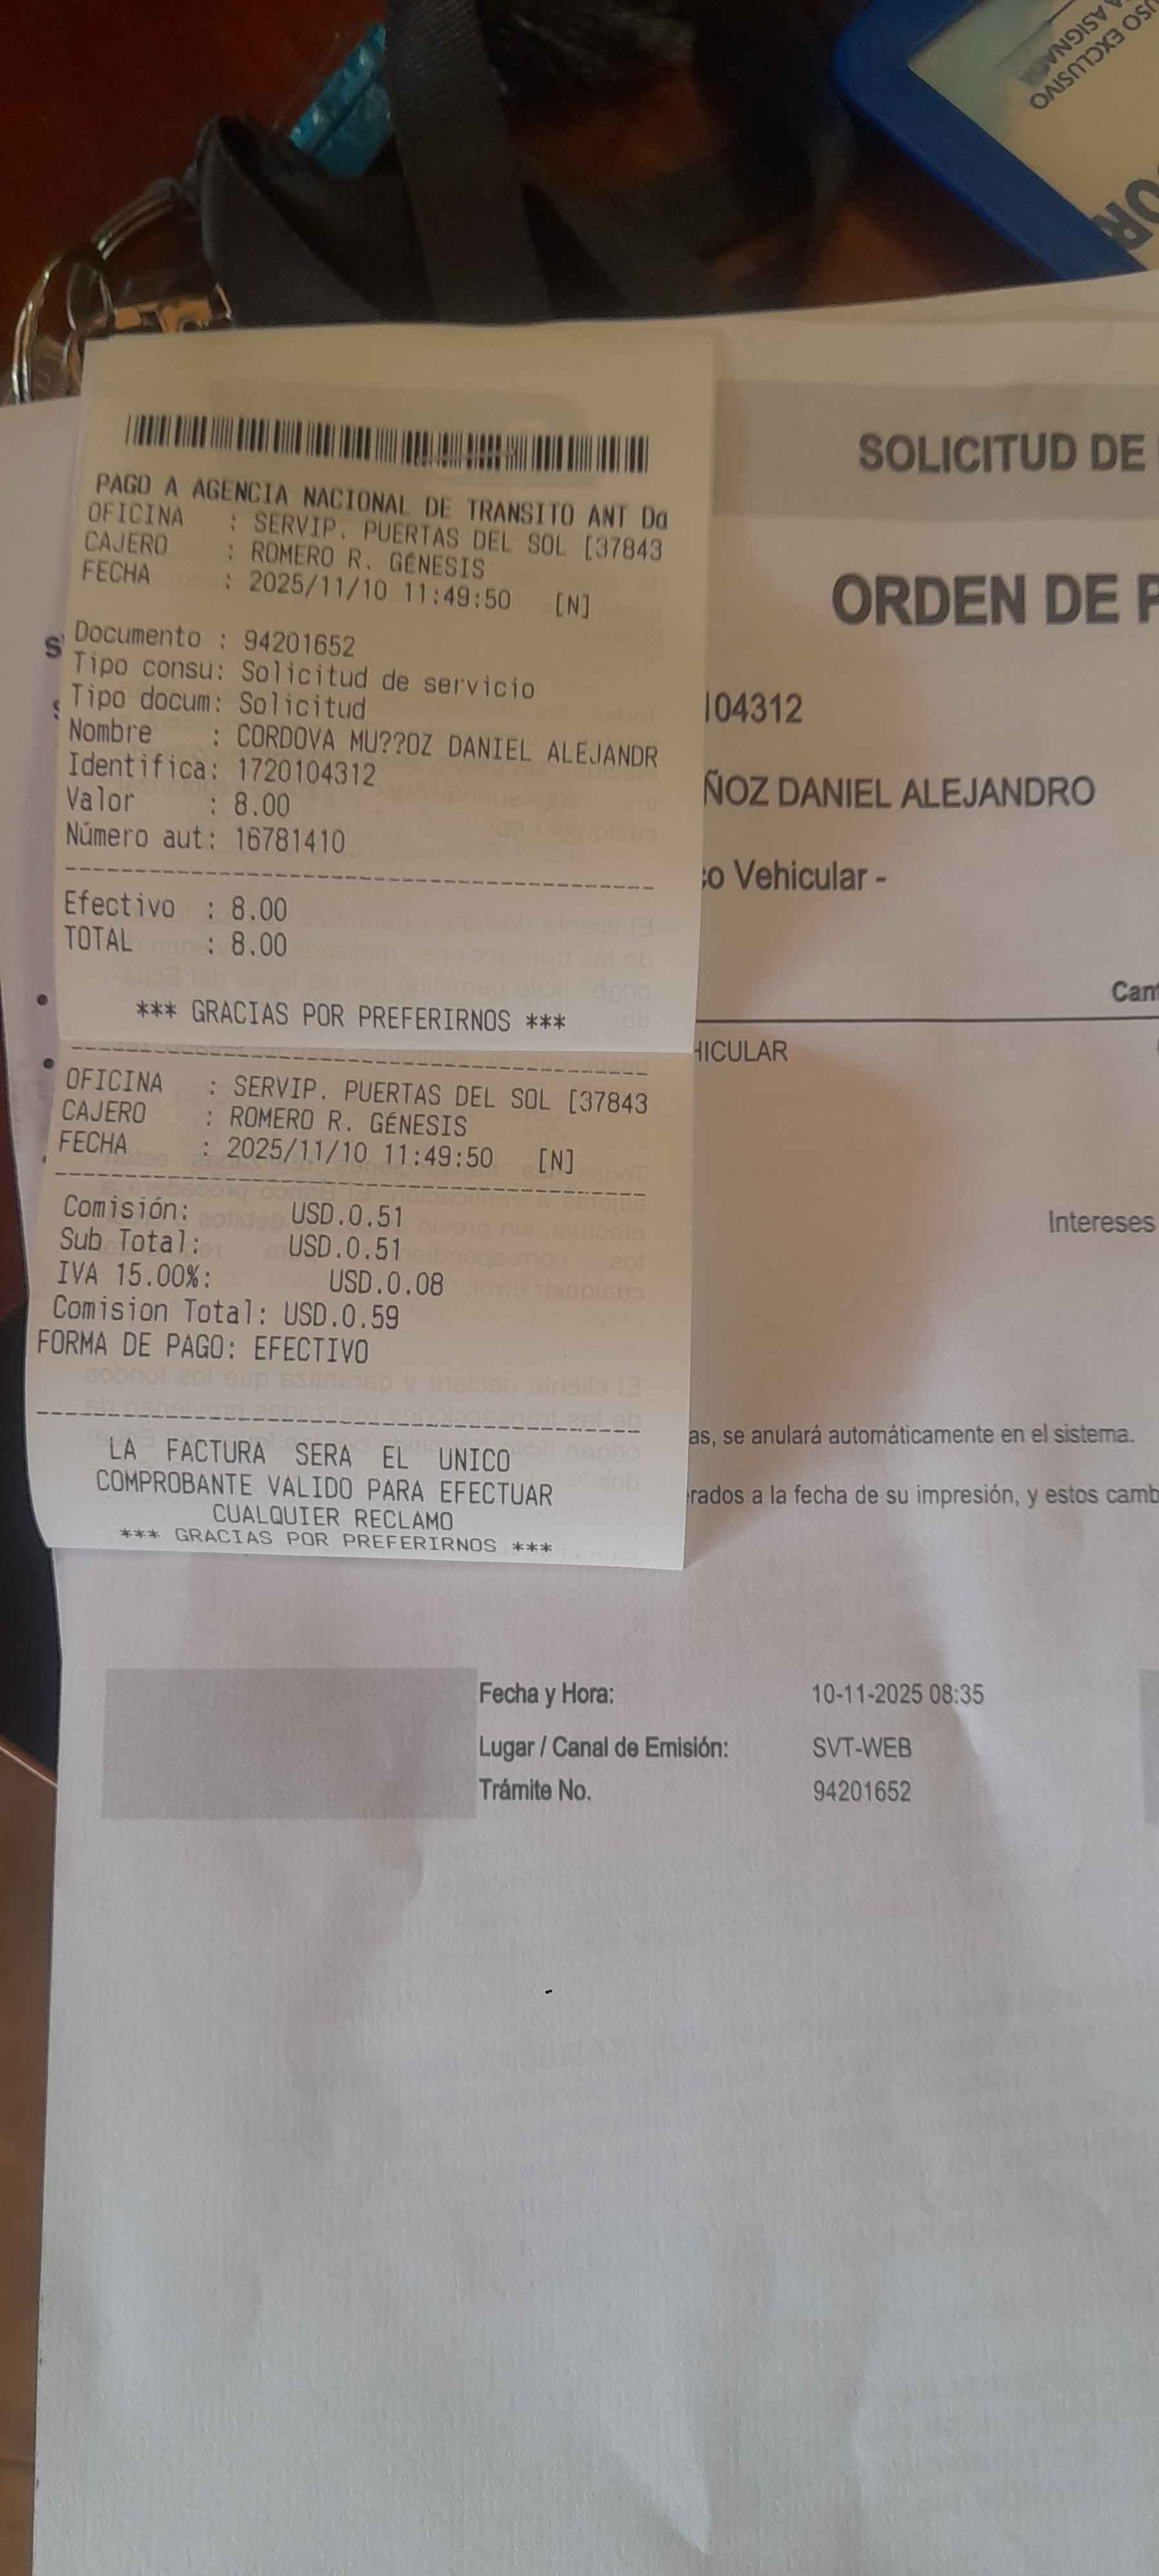 USO EXCLUSIVO
ASIGNA
OR
PAGO A AGENCIA NACIONAL DE TRANSITO ANT Da
OFICINA : SERVIP. PUERTAS DEL SOL [37843
CAJERO : ROMERO R. GÉNESIS
FECHA : 2025/11/10 11:49:50 [N]
Documento : 94201652
Tipo consu: Solicitud de servicio
Tipo docum: Solicitud
Nombre : CORDOVA MU??OZ DANIEL ALEJANDR
Identifica: 1720104312
Valor : 8.00
Número aut: 16781410
Efectivo : 8.00
TOTAL : 8.00
*** GRACIAS POR PREFERIRNOS ***
OFICINA : SERVIP. PUERTAS DEL SOL [37843
CAJERO : ROMERO R. GÉNESIS
FECHA : 2025/11/10 11:49:50 [N]
Comisión: USD.0.51
Sub Total: USD.0.51
IVA 15.00%: USD.0.08
Comision Total: USD.0.59
FORMA DE PAGO: EFECTIVO
LA FACTURA SERA EL UNICO
COMPROBANTE VALIDO PARA EFECTUAR
CUALQUIER RECLAMO
*** GRACIAS POR PREFERIRNOS ***
SOLICITUD DE
ORDEN DE P
104312
ÑOZ DANIEL ALEJANDRO
co Vehicular -
Cant
HICULAR
Intereses
as, se anulará automáticamente en el sistema.
rados a la fecha de su impresión, y estos camb
Fecha y Hora: 10-11-2025 08:35
Lugar / Canal de Emisión: SVT-WEB
Trámite No. 94201652